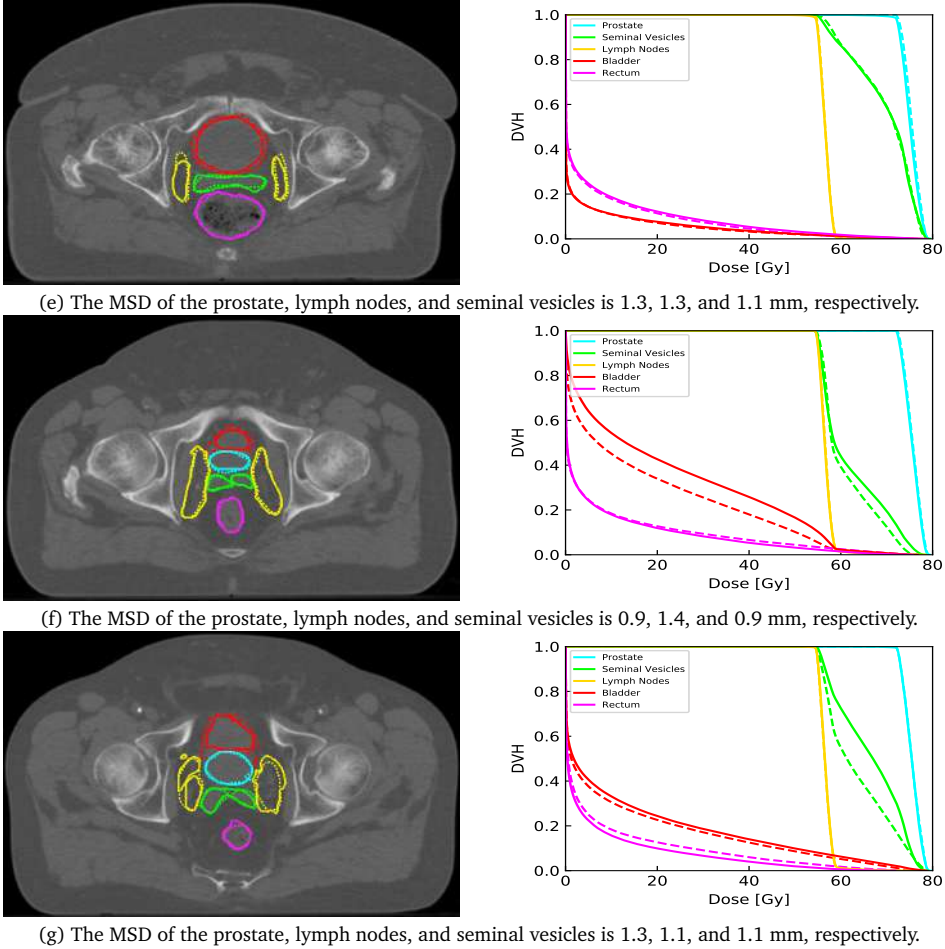 1.0
0.8
0.6
0.4
0.2
0.0
DVH
Prostate
Seminal Vesicles
Lymph Nodes
Bladder
Rectum
0 20 40 60 80
Dose [Gy]
(e) The MSD of the prostate, lymph nodes, and seminal vesicles is 1.3, 1.3, and 1.1 mm, respectively.
1.0
0.8
0.6
0.4
0.2
0.0
DVH
Prostate
Seminal Vesicles
Lymph Nodes
Bladder
Rectum
0 20 40 60 80
Dose [Gy]
(f) The MSD of the prostate, lymph nodes, and seminal vesicles is 0.9, 1.4, and 0.9 mm, respectively.
1.0
0.8
0.6
0.4
0.2
0.0
DVH
Prostate
Seminal Vesicles
Lymph Nodes
Bladder
Rectum
0 20 40 60 80
Dose [Gy]
(g) The MSD of the prostate, lymph nodes, and seminal vesicles is 1.3, 1.1, and 1.1 mm, respectively.